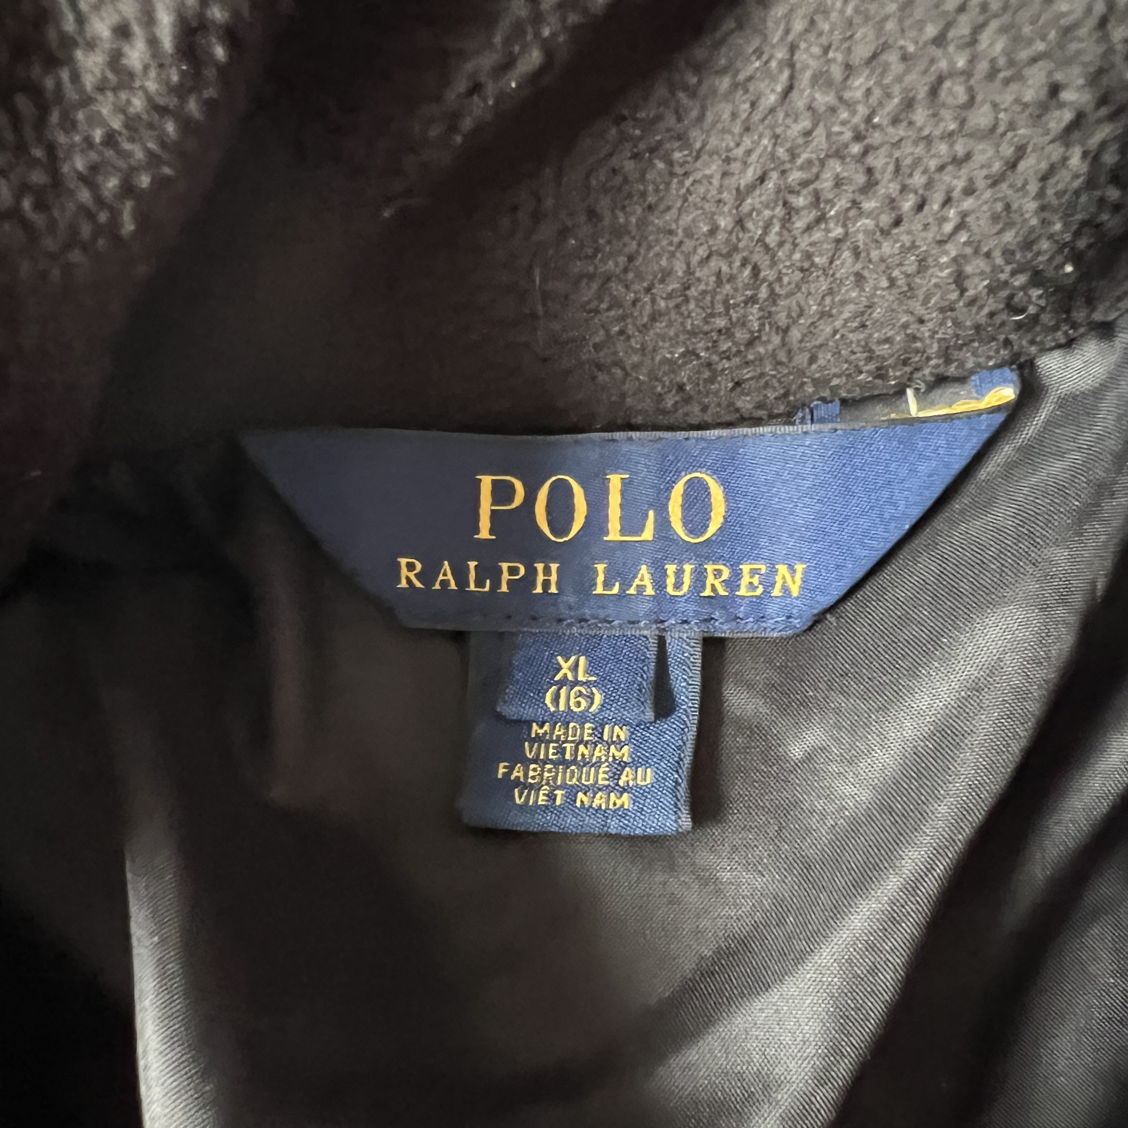 POLO
RALPH LAUREN
XL
(16)
MADE IN
VIETNAM
FABRIQUÉ AU
VIÊT NAM